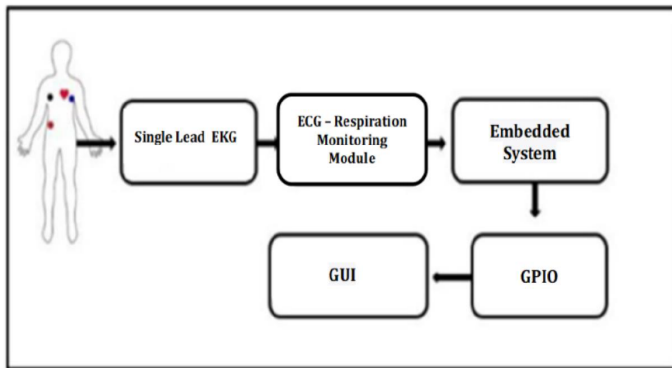 Single Lead EKG
ECG – Respiration
Monitoring
Module
Embedded
System
GUI
GPIO